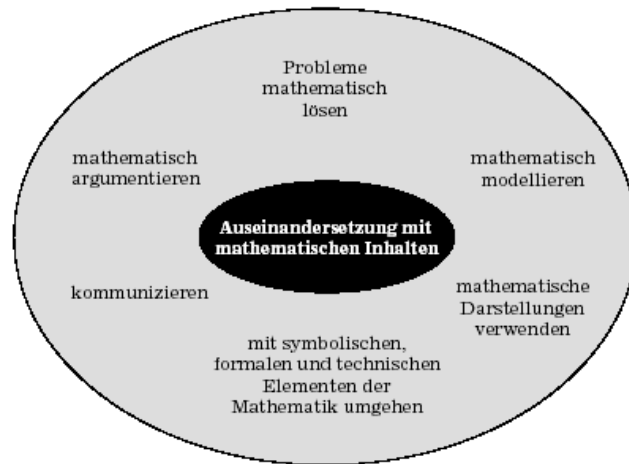 Probleme
mathematisch
lösen
mathematisch
argumentieren
mathematisch
modellieren
Auseinandersetzung mit
mathematischen Inhalten
kommunizieren
mathematische
Darstellungen
verwenden
mit symbolischen,
formalen und technischen
Elementen der
Mathematik umgehen